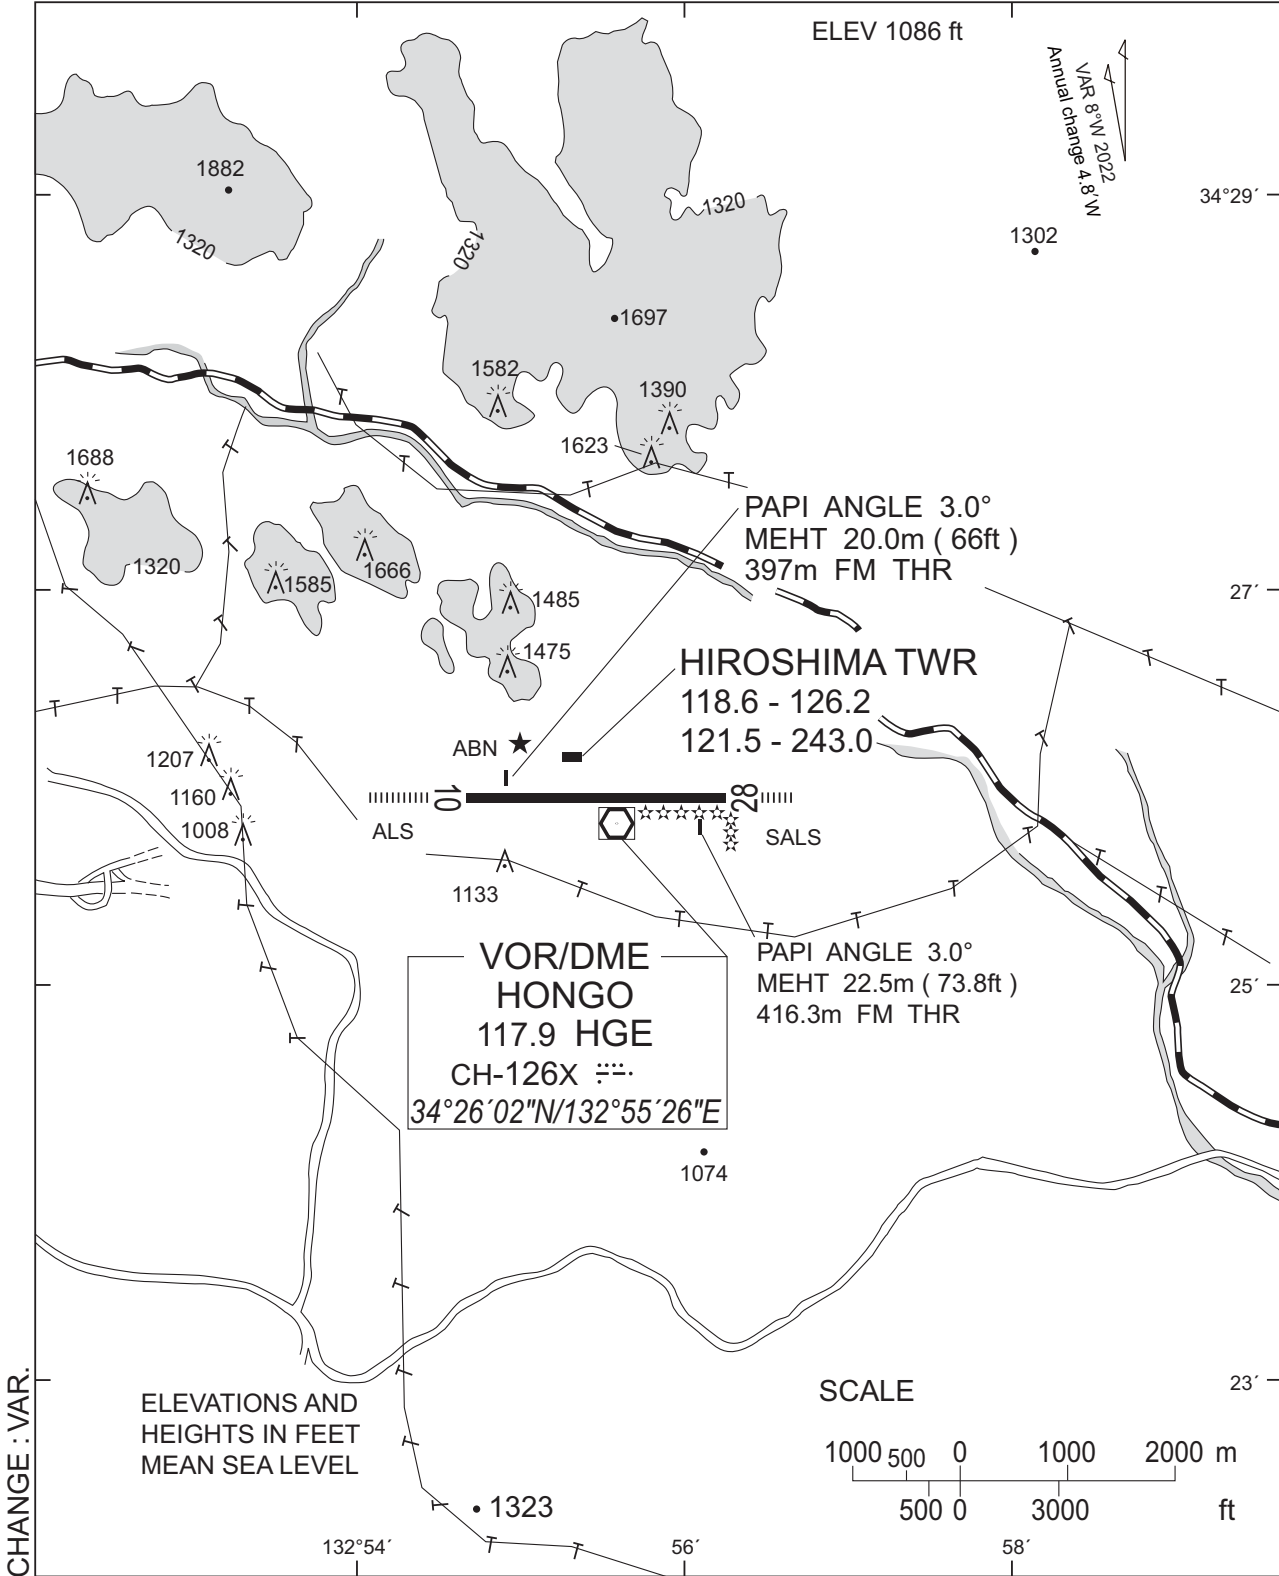 ELEV 1086 ft
VAR 8°W 2022
Annual change 4.8´W
1882
34°29´
1320
1320
1302
1320
1697
1582
1390
1623
1688
PAPI ANGLE 3.0°
MEHT 20.0m ( 66ft )
397m FM THR
1320
1585
1666
1485
27´
1475
HIROSHIMA TWR
118.6 - 126.2
121.5 - 243.0
ABN
1207
1160
1008
10
28
ALS
SALS
1133
VOR/DME
HONGO
117.9 HGE
CH-126X
34°26´02"N/132°55´26"E
PAPI ANGLE 3.0°
MEHT 22.5m ( 73.8ft )
416.3m FM THR
25´
1074
CHANGE : VAR.
ELEVATIONS AND
HEIGHTS IN FEET
MEAN SEA LEVEL
SCALE
23´
1000 500 0 1000 2000 m
500 0 3000 ft
1323
132°54´
56´
58´